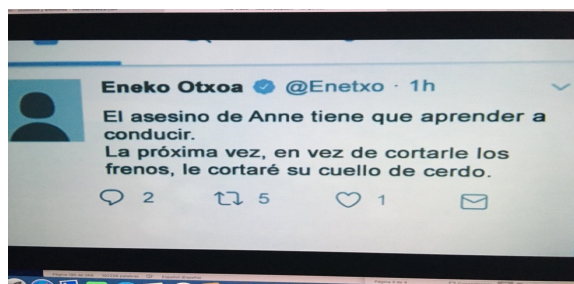 Eneko Otxoa @Enetxo · 1h
El asesino de Anne tiene que aprender a
conducir.
La próxima vez, en vez de cortarle los
frenos, le cortaré su cuello de cerdo.
2 5 1